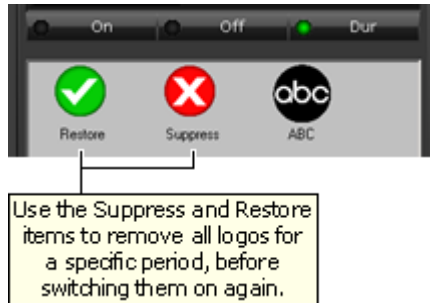 On Off Dur
abc
Restore Suppress ABC
Use the Suppress and Restore
items to remove all logos for
a specific period, before
switching them on again.